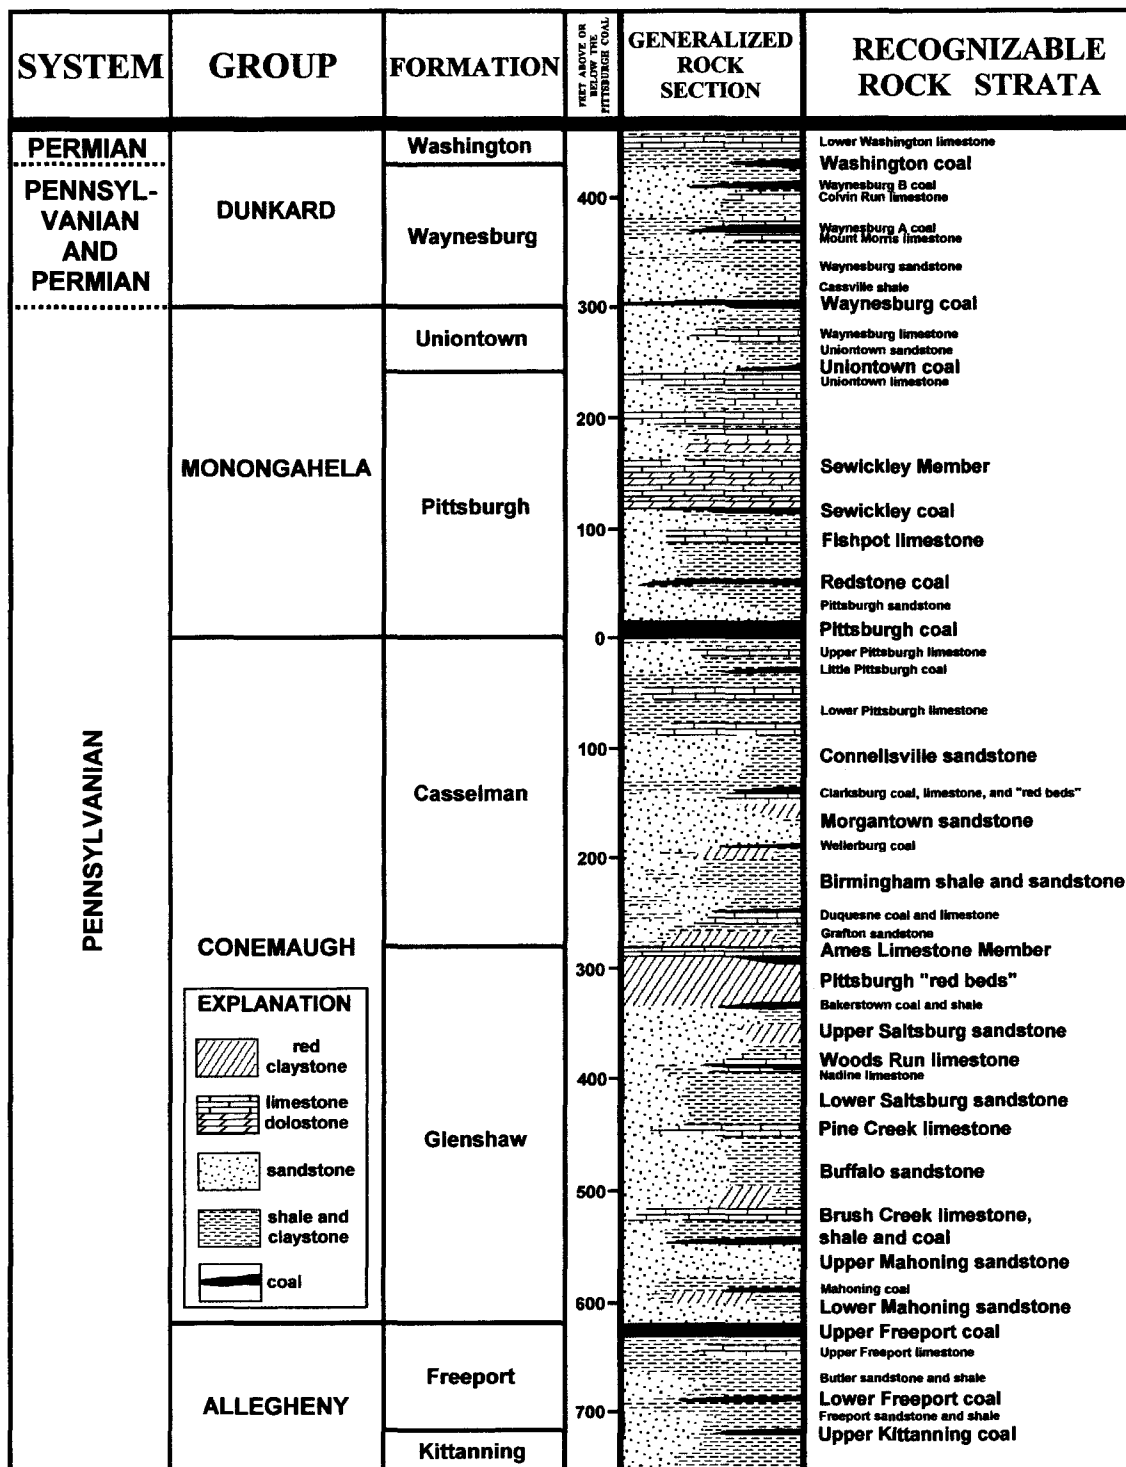 SYSTEM
GROUP
FORMATION
FEET ABOVE OR
BELOW THE
PITTSBURGH COAL
GENERALIZED
ROCK
SECTION
RECOGNIZABLE
ROCK STRATA
PERMIAN
PENNSYL-
VANIAN
AND
PERMIAN
PENNSYLVANIAN
DUNKARD
MONONGAHELA
CONEMAUGH
EXPLANATION
red
claystone
limestone
dolostone
sandstone
shale and
claystone
coal
ALLEGHENY
Washington
Waynesburg
Uniontown
Pittsburgh
Casselman
Glenshaw
Freeport
Kittanning
400
300
200
100
0
100
200
300
400
500
600
700
Lower Washington limestone
Washington coal
Waynesburg B coal
Colvin Run limestone
Waynesburg A coal
Mount Morris limestone
Waynesburg sandstone
Cassville shale
Waynesburg coal
Waynesburg limestone
Uniontown sandstone
Uniontown coal
Uniontown limestone
Sewickley Member
Sewickley coal
Fishpot limestone
Redstone coal
Pittsburgh sandstone
Pittsburgh coal
Upper Pittsburgh limestone
Little Pittsburgh coal
Lower Pittsburgh limestone
Connellsville sandstone
Clarksburg coal, limestone, and "red beds"
Morgantown sandstone
Wellerburg coal
Birmingham shale and sandstone
Duquesne coal and limestone
Grafton sandstone
Ames Limestone Member
Pittsburgh "red beds"
Bakerstown coal and shale
Upper Saltsburg sandstone
Woods Run limestone
Nadine limestone
Lower Saltsburg sandstone
Pine Creek limestone
Buffalo sandstone
Brush Creek limestone,
shale and coal
Upper Mahoning sandstone
Mahoning coal
Lower Mahoning sandstone
Upper Freeport coal
Upper Freeport limestone
Butler sandstone and shale
Lower Freeport coal
Freeport sandstone and shale
Upper Kittanning coal